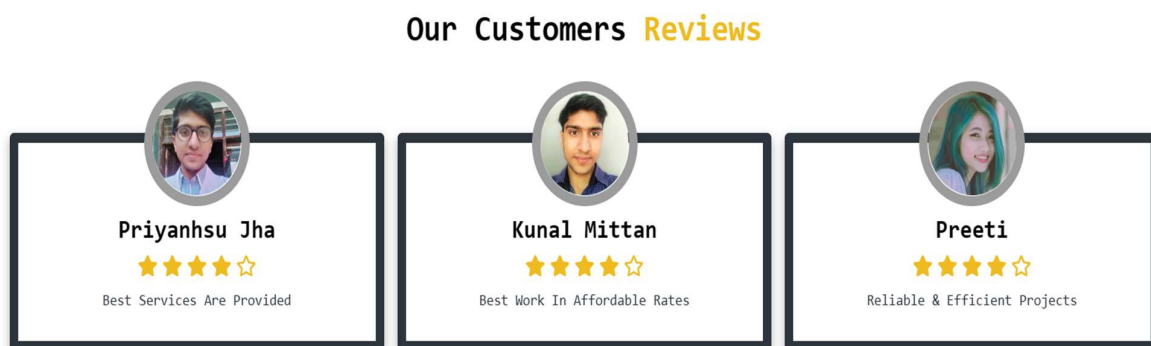 Our Customers Reviews
Priyanhsu Jha
Best Services Are Provided
Kunal Mittan
Best Work In Affordable Rates
Preeti
Reliable & Efficient Projects